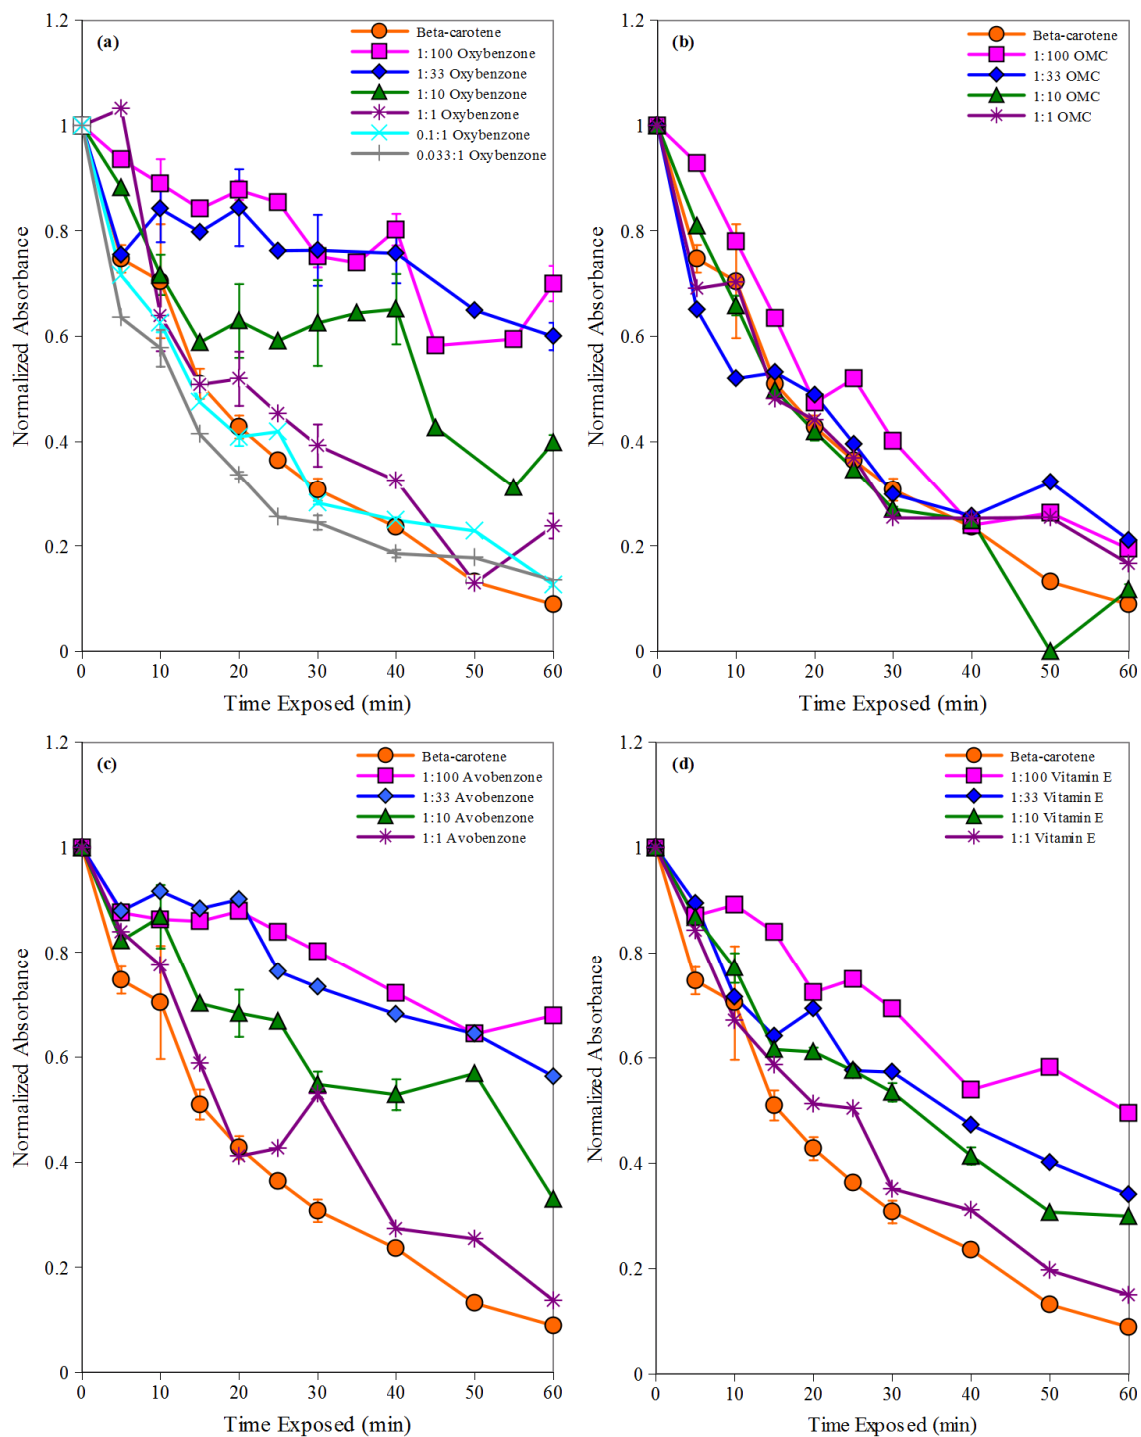 (a)
Beta-carotene
1:100 Oxybenzone
1:33 Oxybenzone
1:10 Oxybenzone
1:1 Oxybenzone
0.1:1 Oxybenzone
0.033:1 Oxybenzone
1.2
1
0.8
0.6
0.4
0.2
0
Normalized Absorbance
0 10 20 30 40 50 60
Time Exposed (min)
(b)
Beta-carotene
1:100 OMC
1:33 OMC
1:10 OMC
1:1 OMC
1.2
1
0.8
0.6
0.4
0.2
0
Normalized Absorbance
0 10 20 30 40 50 60
Time Exposed (min)
(c)
Beta-carotene
1:100 Avobenzone
1:33 Avobenzone
1:10 Avobenzone
1:1 Avobenzone
1.2
1
0.8
0.6
0.4
0.2
0
Normalized Absorbance
0 10 20 30 40 50 60
Time Exposed (min)
(d)
Beta-carotene
1:100 Vitamin E
1:33 Vitamin E
1:10 Vitamin E
1:1 Vitamin E
1.2
1
0.8
0.6
0.4
0.2
0
Normalized Absorbance
0 10 20 30 40 50 60
Time Exposed (min)